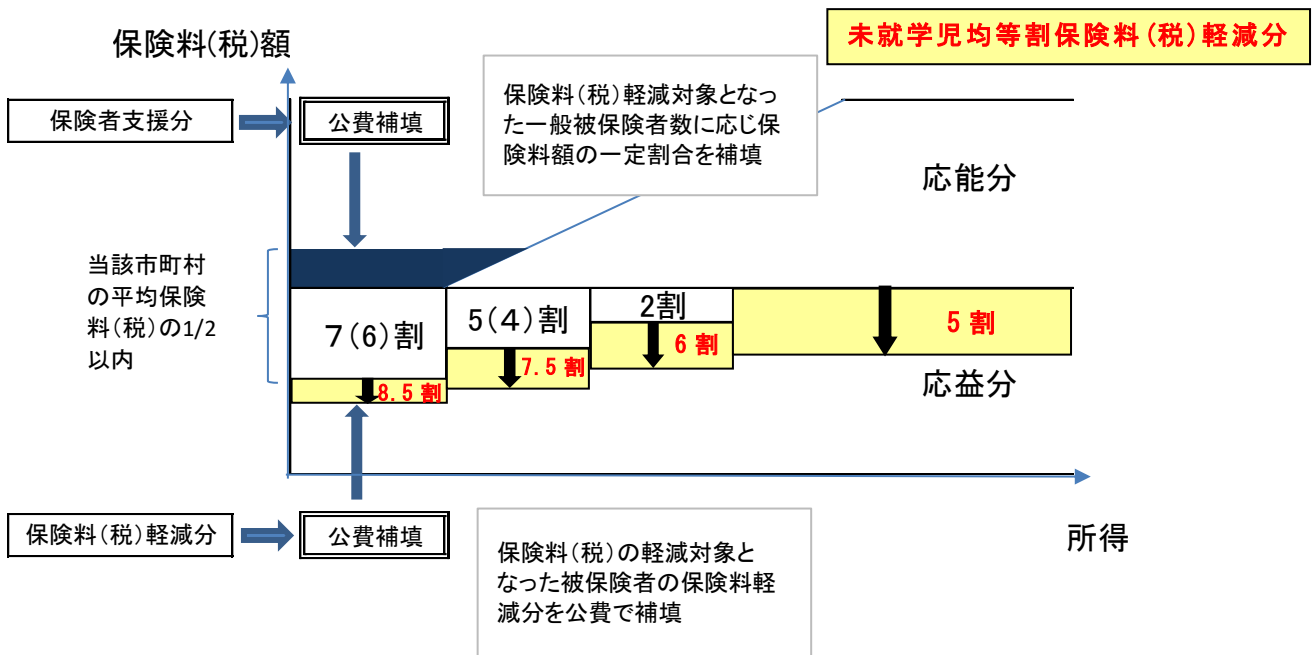 未就学児均等割保険料(税)軽減分
保険料(税)額
保険者支援分
公費補填
保険料(税)軽減対象となっ
た一般被保険者数に応じ保
険料額の一定割合を補填
応能分
当該市町村
の平均保険
料(税)の1/2
以内
7(6)割
5(4)割
2割
5割
6割
7.5割
8.5割
応益分
保険料(税)軽減分
公費補填
所得
保険料(税)の軽減対象と
なった被保険者の保険料軽
減分を公費で補填